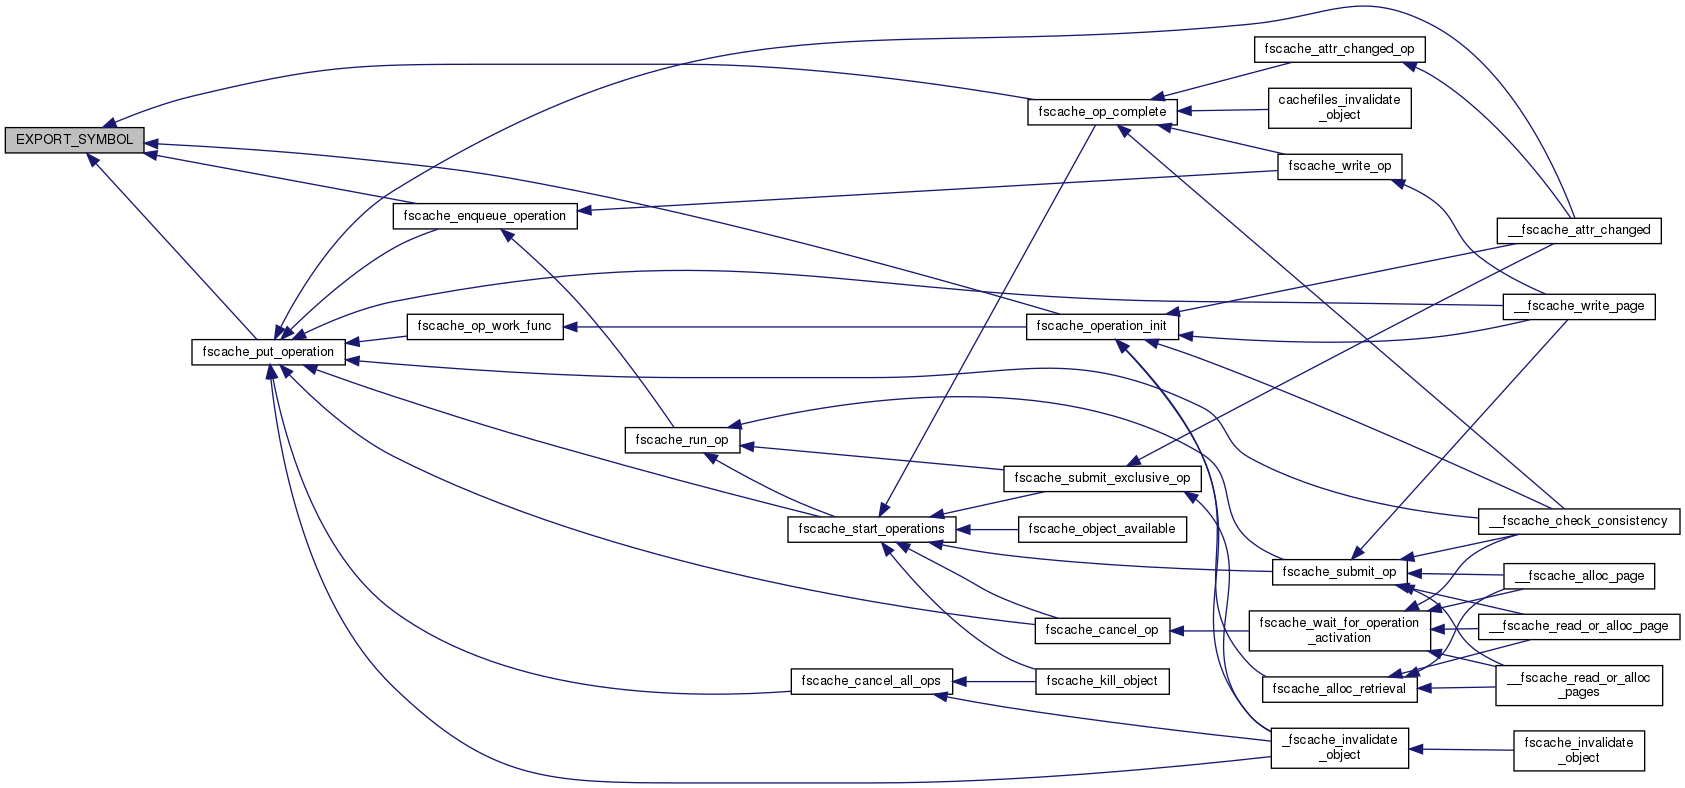 EXPORT_SYMBOL
fscache_put_operation
fscache_enqueue_operation
fscache_op_work_func
fscache_run_op
fscache_start_operations
fscache_cancel_all_ops
fscache_op_complete
fscache_operation_init
fscache_submit_exclusive_op
fscache_object_available
fscache_cancel_op
fscache_kill_object
fscache_attr_changed_op
cachefiles_invalidate
_object
fscache_write_op
fscache_submit_op
fscache_wait_for_operation
_activation
fscache_alloc_retrieval
_fscache_invalidate
_object
__fscache_attr_changed
__fscache_write_page
__fscache_check_consistency
__fscache_alloc_page
__fscache_read_or_alloc_page
__fscache_read_or_alloc
_pages
fscache_invalidate
_object